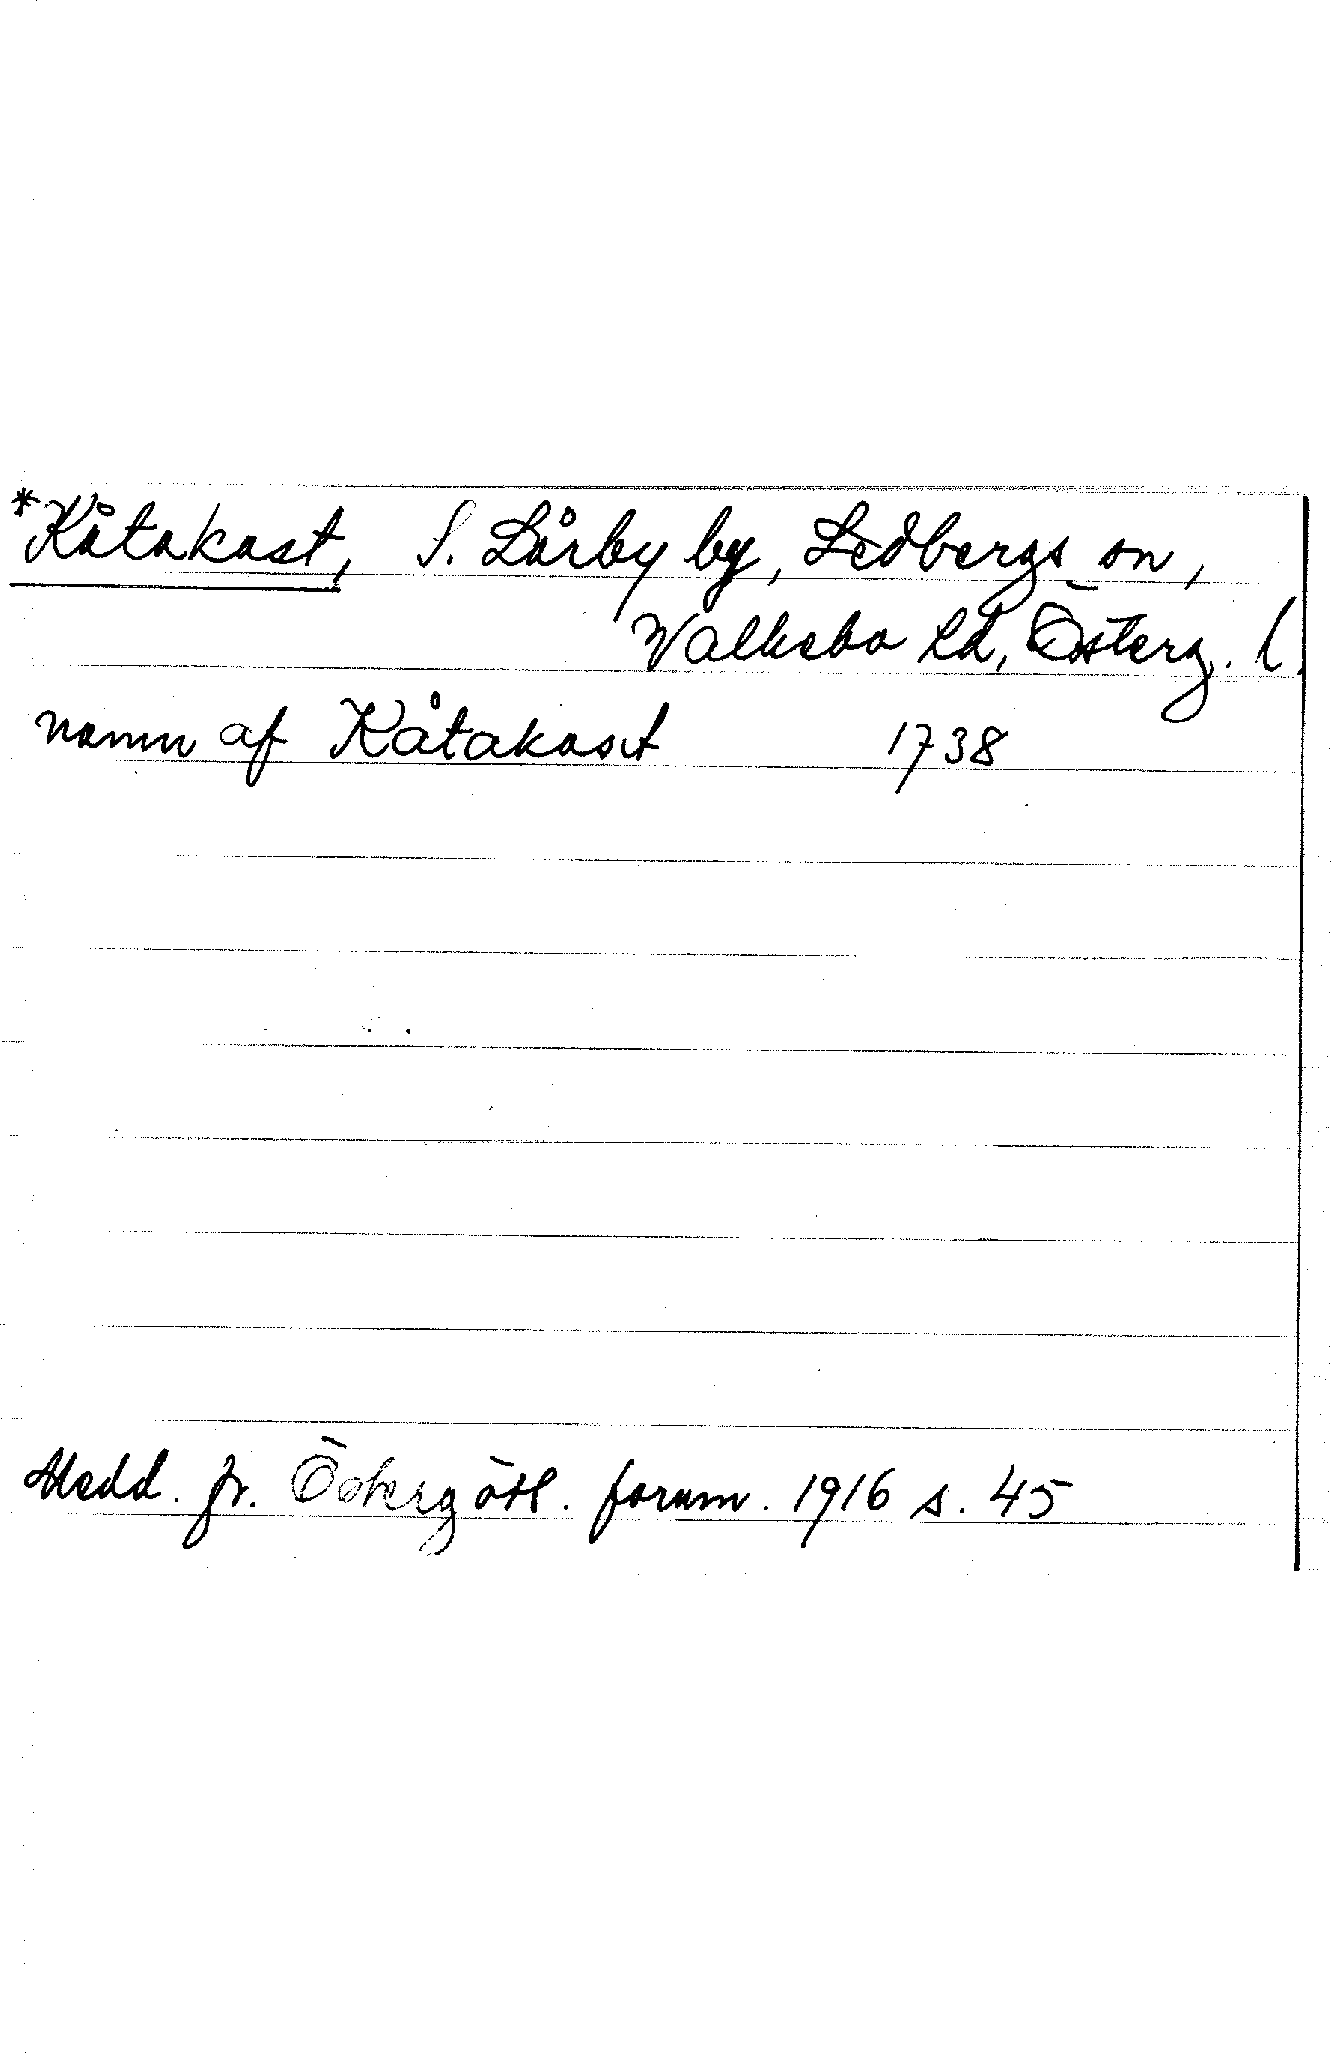 *Kåtakast, S. Lårby by, Ledbergs sn,
Valkebo hd, Österg. l.
namn af Kåtakast 1738
Medd. fr. Östergötl. fornm. 1916 s. 45